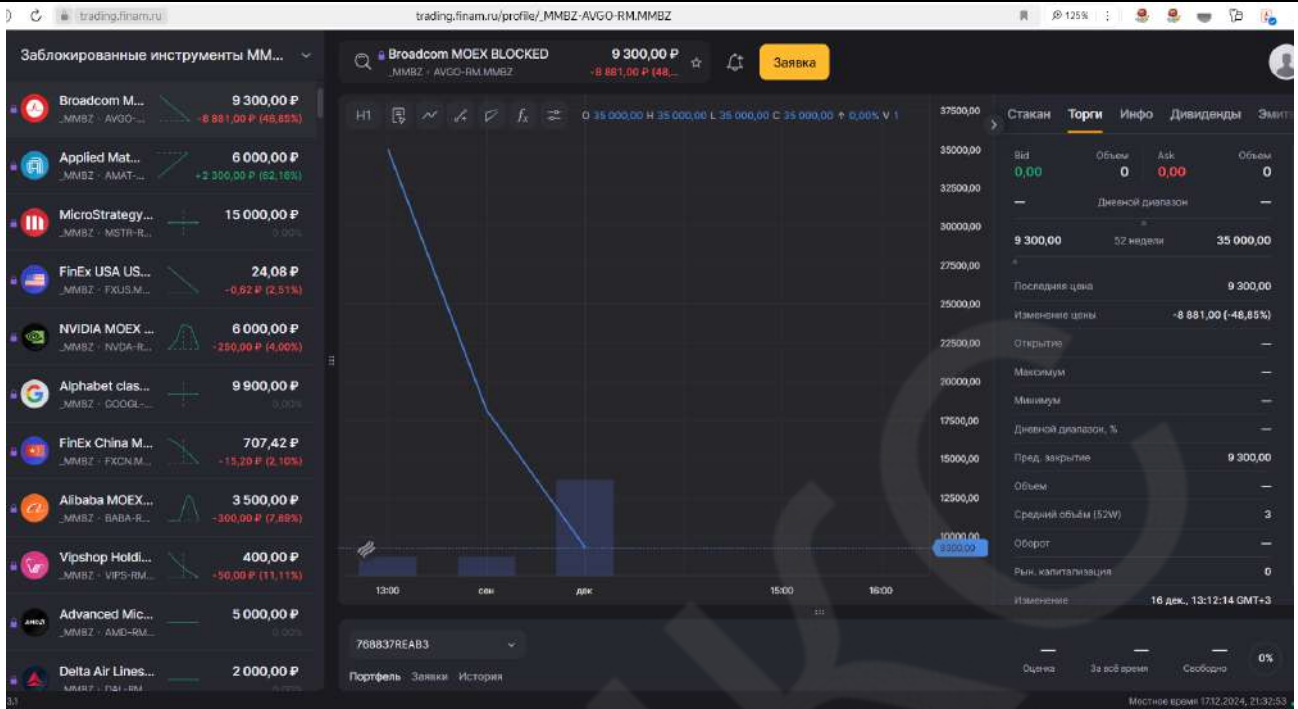 trading.finam.ru
trading.finam.ru/profile/_MMBZ-AVGO-RM.MMBZ
125%
Заблокированные инструменты MM...
Broadcom M...
9 300,00 ₽
_MMBZ · AVGO-...
-8 881,00 ₽ (48,85%)
Applied Mat...
6 000,00 ₽
_MMBZ · AMAT-...
+2 300,00 ₽ (62,16%)
MicroStrategy...
15 000,00 ₽
_MMBZ · MSTR-R...
0,00%
FinEx USA US...
24,08 ₽
_MMBZ · FXUS.M...
-0,62 ₽ (2,51%)
NVIDIA MOEX ...
6 000,00 ₽
_MMBZ · NVDA-R...
-250,00 ₽ (4,00%)
Alphabet clas...
9 900,00 ₽
_MMBZ · GOOGL-...
0,00%
FinEx China M...
707,42 ₽
_MMBZ · FXCN.M...
-15,20 ₽ (2,10%)
Alibaba MOEX...
3 500,00 ₽
_MMBZ · BABA-R...
-300,00 ₽ (7,89%)
Vipshop Holdi...
400,00 ₽
_MMBZ · VIPS-RM...
-50,00 ₽ (11,11%)
Advanced Mic...
5 000,00 ₽
_MMBZ · AMD-RM...
0,00%
Delta Air Lines...
2 000,00 ₽
_MMBZ · DAL-RM
Broadcom MOEX BLOCKED
9 300,00 ₽
_MMBZ · AVGO-RM.MMBZ
-8 881,00 ₽ (48,...
Заявка
H1
O 35 000,00 H 35 000,00 L 35 000,00 C 35 000,00 ↑ 0,00% V 1
37500,00
35000,00
32500,00
30000,00
27500,00
25000,00
22500,00
20000,00
17500,00
15000,00
12500,00
10000,00
9300,00
13:00 сен дек 15:00 16:00
768837REAB3
Портфель Заявки История
Стакан Торги Инфо Дивиденды Эмит
Bid Объем Ask Объем
0,00 0 0,00 0
— Дневной диапазон —
9 300,00 52 недели 35 000,00
Последняя цена 9 300,00
Изменение цены -8 881,00 (-48,85%)
Открытие —
Максимум —
Минимум —
Дневной диапазон, % —
Пред. закрытие 9 300,00
Объем —
Средний объём (52W) 3
Оборот —
Рын. капитализация 0
Изменение 16 дек., 13:12:14 GMT+3
— — — 0%
Оценка За всё время Свободно
3.1
Местное время 17.12.2024, 21:32:53